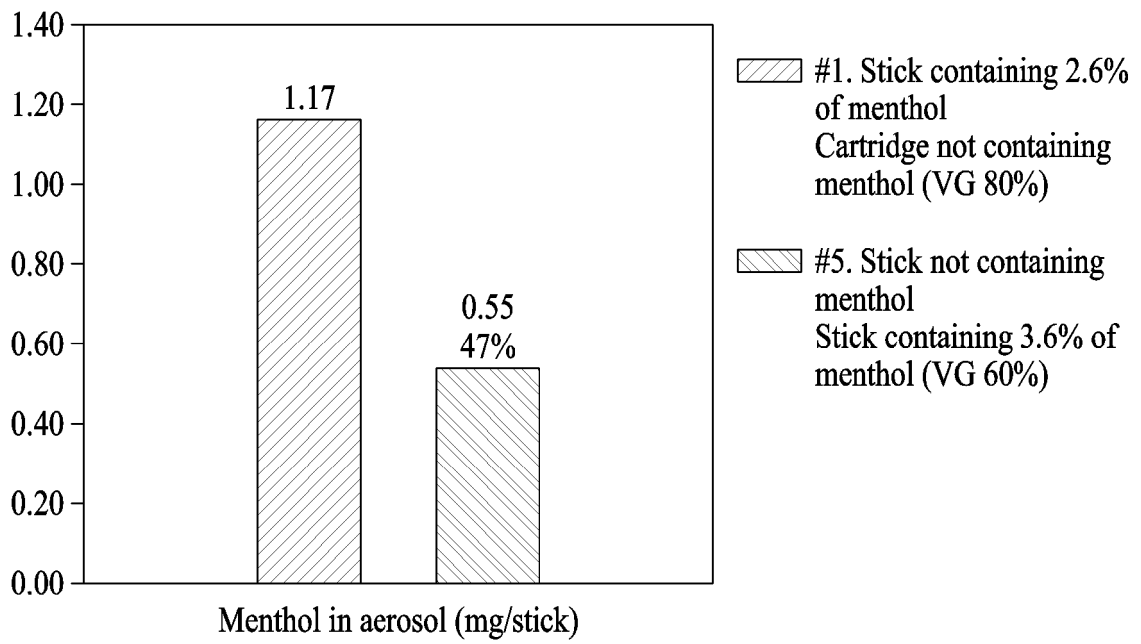 1.40
1.20
1.00
0.80
0.60
0.40
0.20
0.00
1.17
0.55
47%
Menthol in aerosol (mg/stick)
#1. Stick containing 2.6%
of menthol
Cartridge not containing
menthol (VG 80%)
#5. Stick not containing
menthol
Stick containing 3.6% of
menthol (VG 60%)